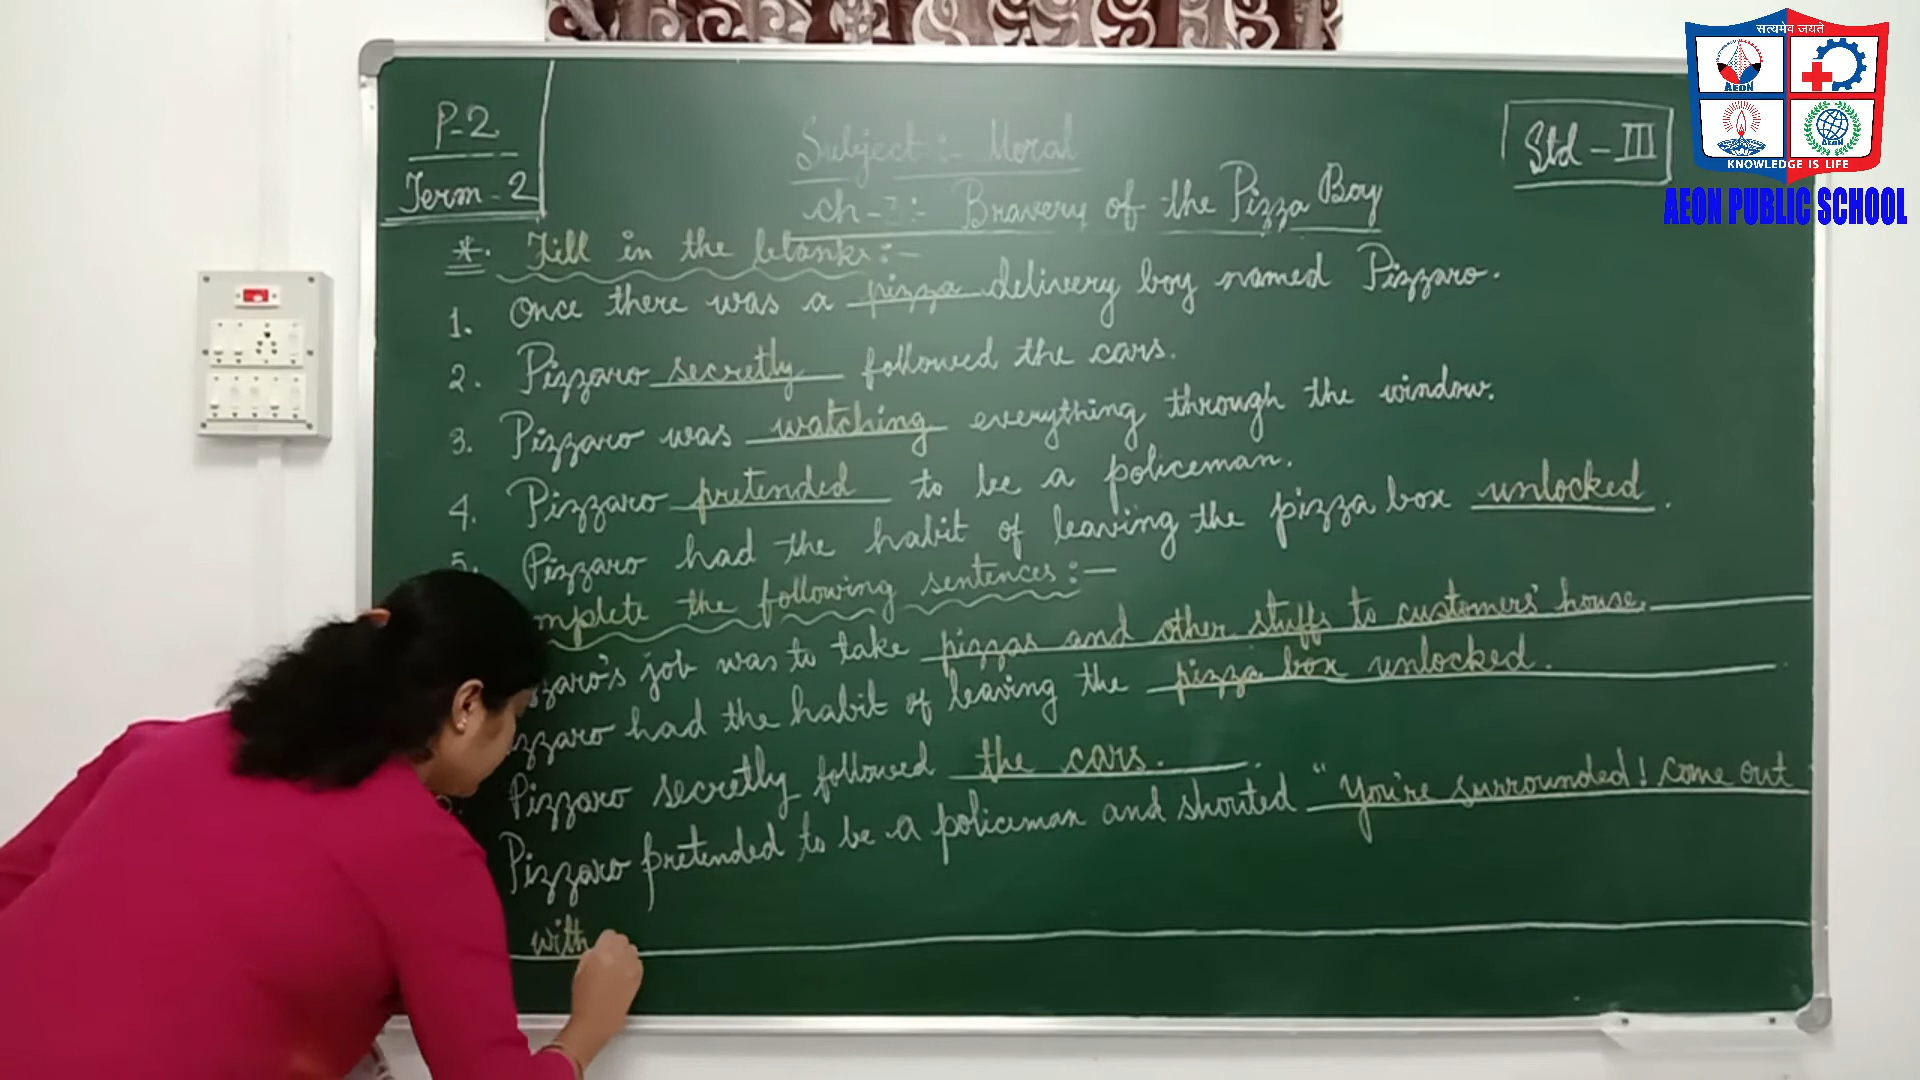 सत्यमेव जयते
AEON
AEON
KNOWLEDGE IS LIFE
AEON PUBLIC SCHOOL
P-2
Term-2
Subject: Moral
Std-III
ch-3:- Bravery of the Pizza Boy
*. Fill in the blanks:-
1. Once there was a pizza delivery boy named Pizzaro.
2. Pizzaro secretly followed the cars.
3. Pizzaro was watching everything through the window.
4. Pizzaro pretended to be a policeman.
5. Pizzaro had the habit of leaving the pizza box unlocked.
mplete the following sentences:-
zzaro's job was to take pizzas and other stuffs to customers' house.
zzaro had the habit of leaving the pizza box unlocked.
Pizzaro secretly followed the cars.
Pizzaro pretended to be a policeman and shouted "You're surrounded! come out
with